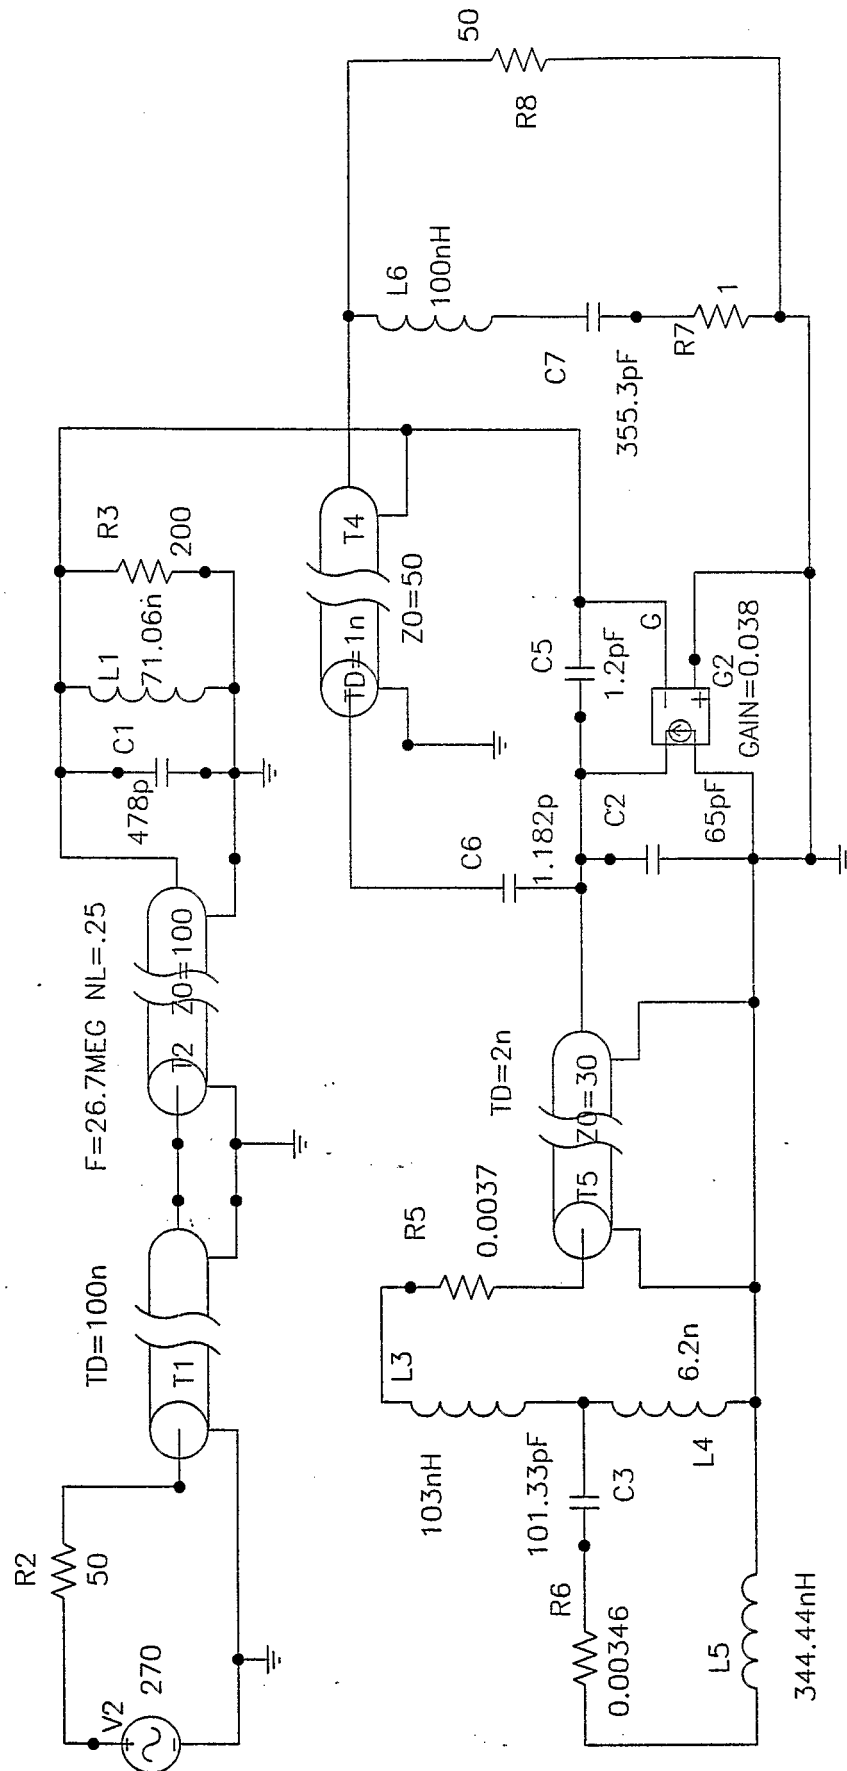 R2
50
V2
270
+
-
TD=100n
T1
F=26.7MEG NL=.25
T2
Z0=100
478p
C1
L1
71.06n
R3
200
TD=1n
T4
Z0=50
L6
100nH
C7
355.3pF
R7
1
R8
50
C6
1.182p
C5
1.2pF
G
G2
GAIN=0.038
-
+
C2
65pF
TD=2n
T5
Z0=30
R5
0.0037
L3
103nH
6.2n
L4
101.33pF
C3
R6
0.00346
L5
344.44nH